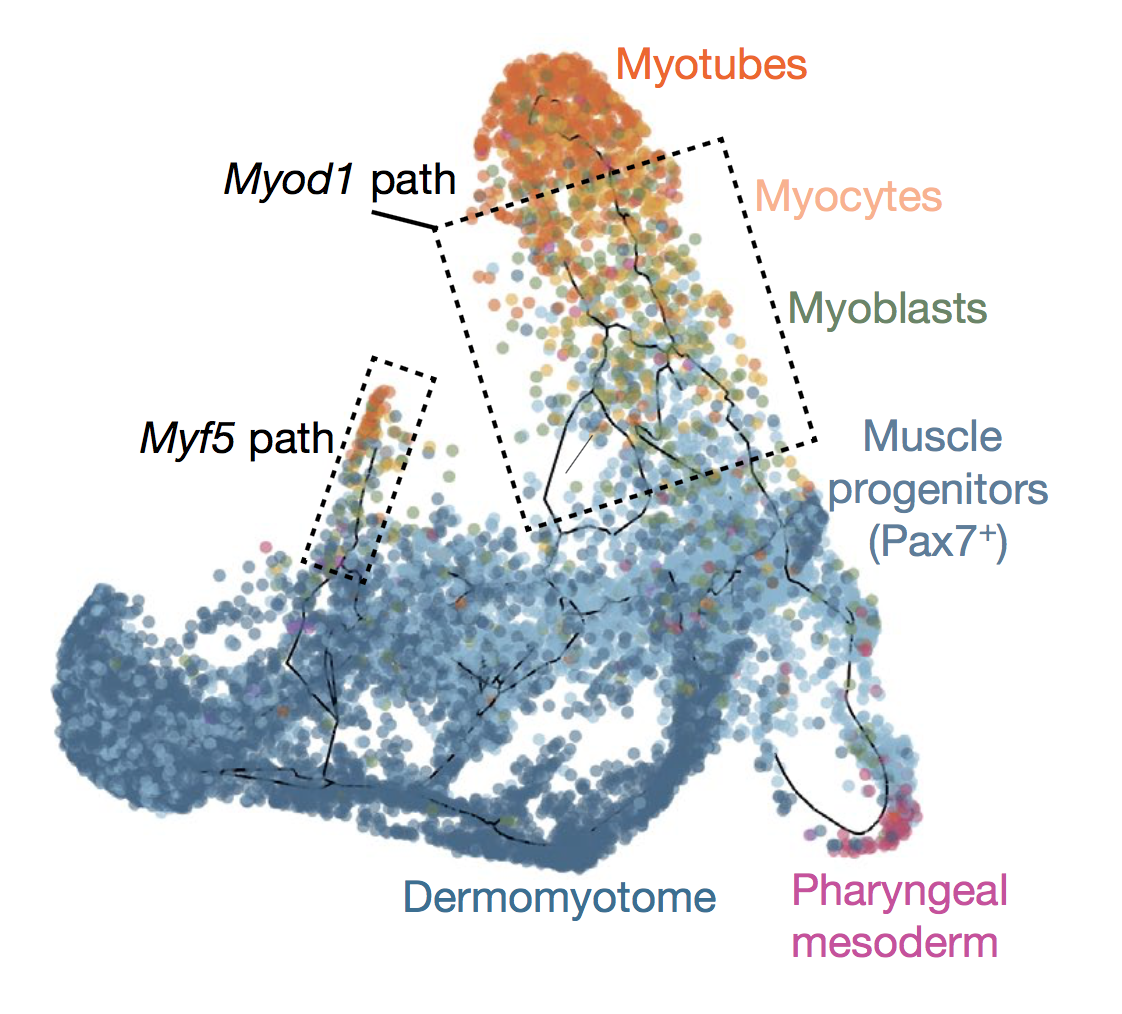 Myotubes
Myod1 path
Myocytes
Myoblasts
Myf5 path
Muscle
progenitors
(Pax7⁺)
Dermomyotome
Pharyngeal
mesoderm